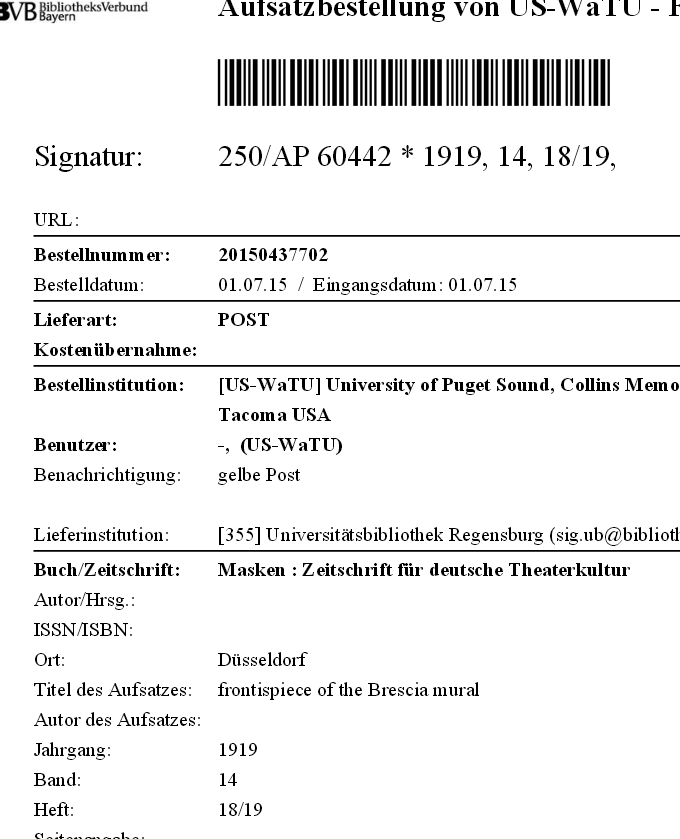 BVB BibliotheksVerbund Bayern
Aufsatzbestellung von US-WaTU -
Signatur: 250/AP 60442 * 1919, 14, 18/19,
URL:
Bestellnummer: 20150437702
Bestelldatum: 01.07.15 / Eingangsdatum: 01.07.15
Lieferart: POST
Kostenübernahme:
Bestellinstitution: [US-WaTU] University of Puget Sound, Collins Memo
Tacoma USA
Benutzer: -, (US-WaTU)
Benachrichtigung: gelbe Post
Lieferinstitution: [355] Universitätsbibliothek Regensburg (sig.ub@biblioth
Buch/Zeitschrift: Masken : Zeitschrift für deutsche Theaterkultur
Autor/Hrsg.:
ISSN/ISBN:
Ort: Düsseldorf
Titel des Aufsatzes: frontispiece of the Brescia mural
Autor des Aufsatzes:
Jahrgang: 1919
Band: 14
Heft: 18/19